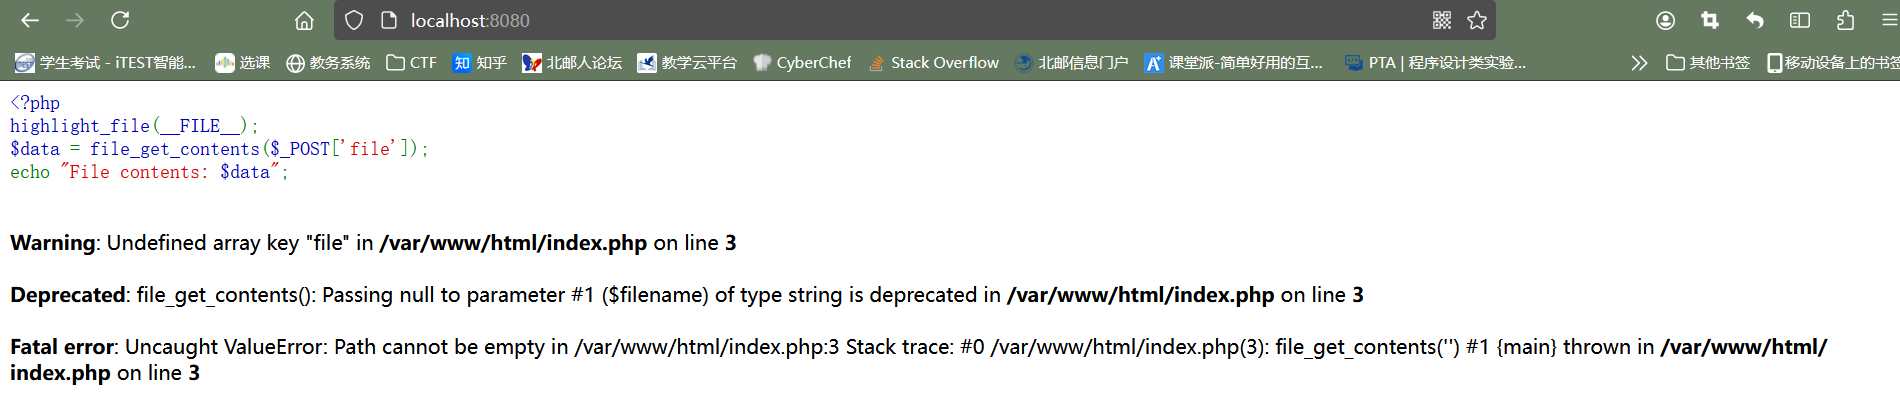 localhost:8080
学生考试 - iTEST智能... 选课 教务系统 CTF 知 知乎 北邮人论坛 教学云平台 CyberChef Stack Overflow 北邮信息门户 课堂派-简单好用的互... PTA | 程序设计类实验... 其他书签 移动设备上的书签
<?php
highlight_file(__FILE__);
$data = file_get_contents($_POST['file']);
echo "File contents: $data";
Warning: Undefined array key "file" in /var/www/html/index.php on line 3
Deprecated: file_get_contents(): Passing null to parameter #1 ($filename) of type string is deprecated in /var/www/html/index.php on line 3
Fatal error: Uncaught ValueError: Path cannot be empty in /var/www/html/index.php:3 Stack trace: #0 /var/www/html/index.php(3): file_get_contents('') #1 {main} thrown in /var/www/html/
index.php on line 3